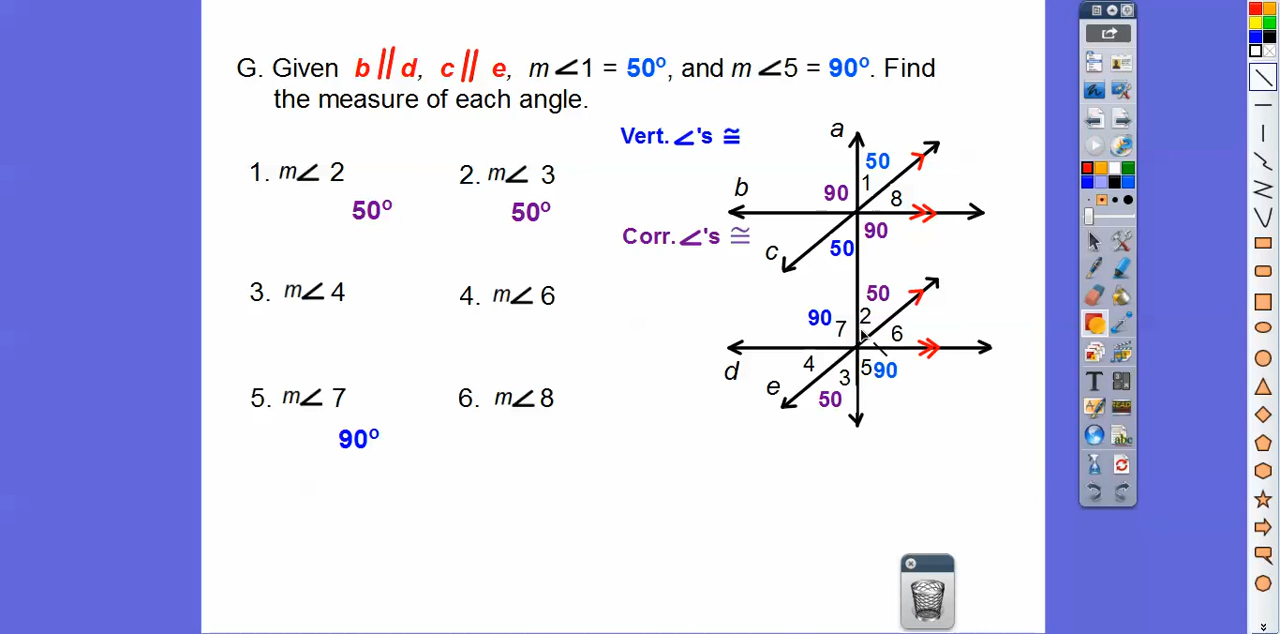 G. Given b // d, c // e, m∠1 = 50°, and m∠5 = 90°. Find
the measure of each angle.
Vert.∠'s ≅
Corr.∠'s ≅
1. m∠ 2
50°
2. m∠ 3
50°
3. m∠ 4
4. m∠ 6
5. m∠ 7
90°
6. m∠ 8
a
50
1
90
8
b
90
50
c
50
90
7
2
6
d
4
5
90
e
3
50
T